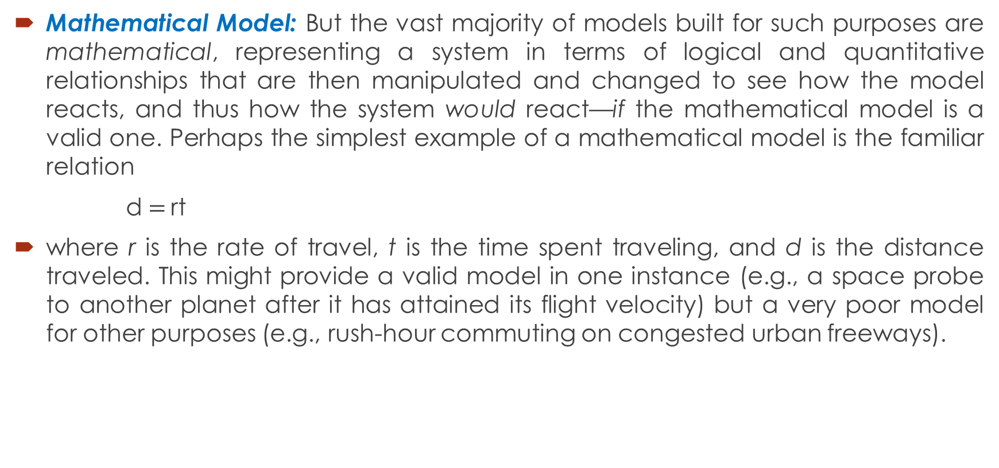 Mathematical Model: But the vast majority of models built for such purposes are
mathematical, representing a system in terms of logical and quantitative
relationships that are then manipulated and changed to see how the model
reacts, and thus how the system would react—if the mathematical model is a
valid one. Perhaps the simplest example of a mathematical model is the familiar
relation
d = rt
where r is the rate of travel, t is the time spent traveling, and d is the distance
traveled. This might provide a valid model in one instance (e.g., a space probe
to another planet after it has attained its flight velocity) but a very poor model
for other purposes (e.g., rush-hour commuting on congested urban freeways).